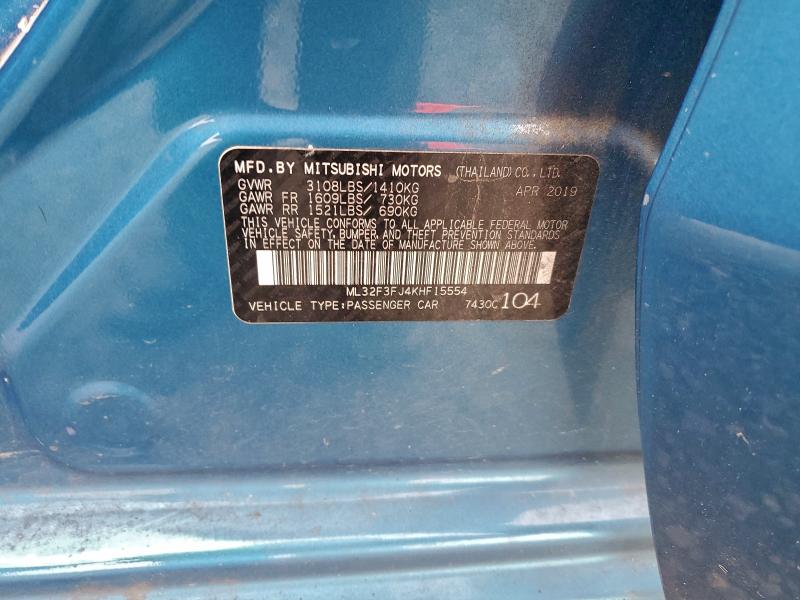 MFD. BY MITSUBISHI MOTORS (THAILAND) CO., LTD.
GVWR 3108LBS/1410KG APR 2019
GAWR FR 1609LBS/ 730KG
GAWR RR 1521LBS/ 690KG
THIS VEHICLE CONFORMS TO ALL APPLICABLE FEDERAL MOTOR
VEHICLE SAFETY, BUMPER, AND THEFT PREVENTION STANDARDS
IN EFFECT ON THE DATE OF MANUFACTURE SHOWN ABOVE.
ML32F3FJ4KHF15554
VEHICLE TYPE:PASSENGER CAR 7430C 104